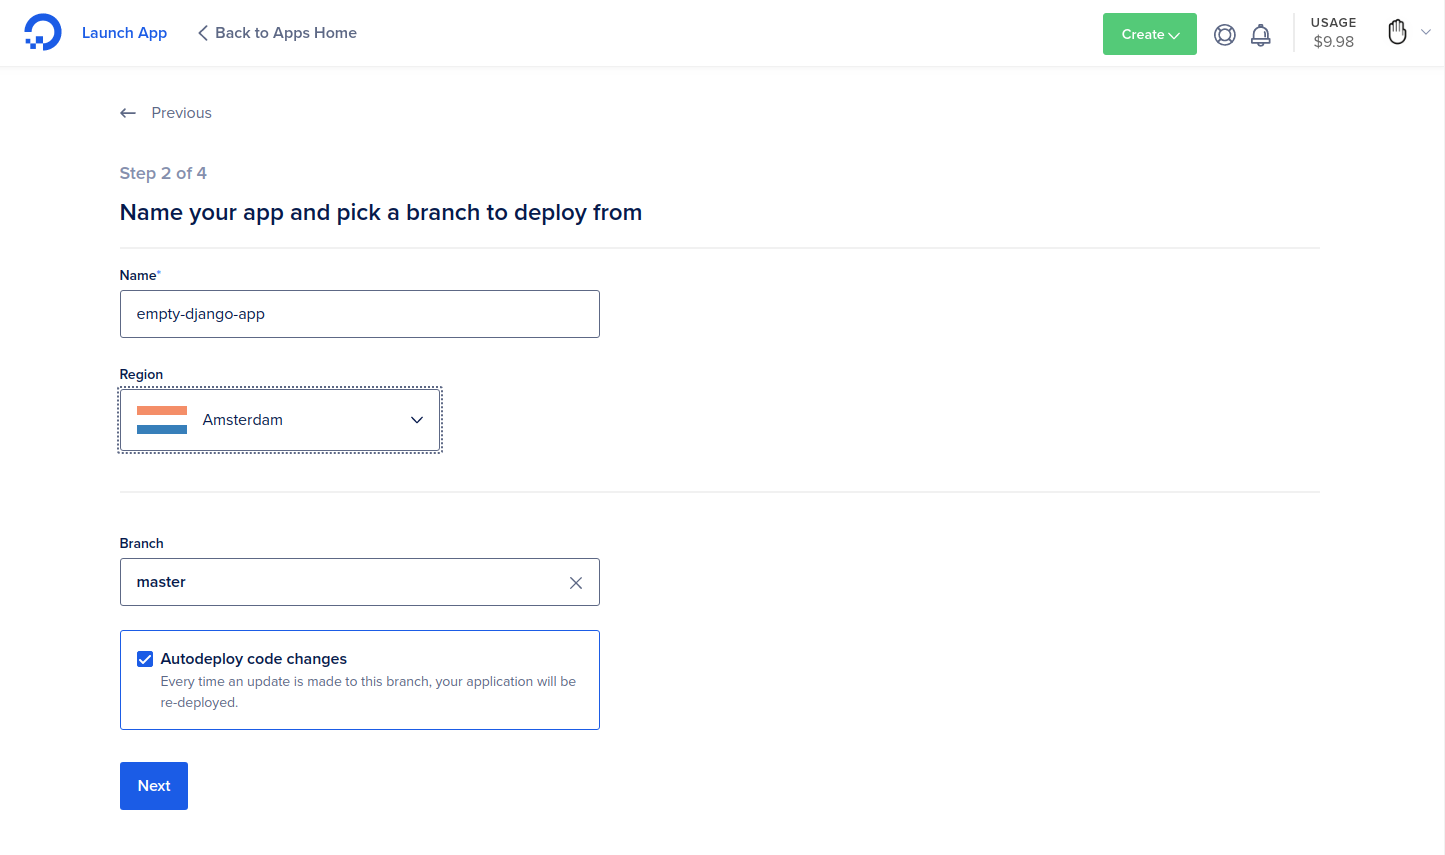 Launch App
Back to Apps Home
Create
USAGE
$9.98
Previous
Step 2 of 4
Name your app and pick a branch to deploy from
Name*
empty-django-app
Region
Amsterdam
Branch
master
Autodeploy code changes
Every time an update is made to this branch, your application will be
re-deployed.
Next